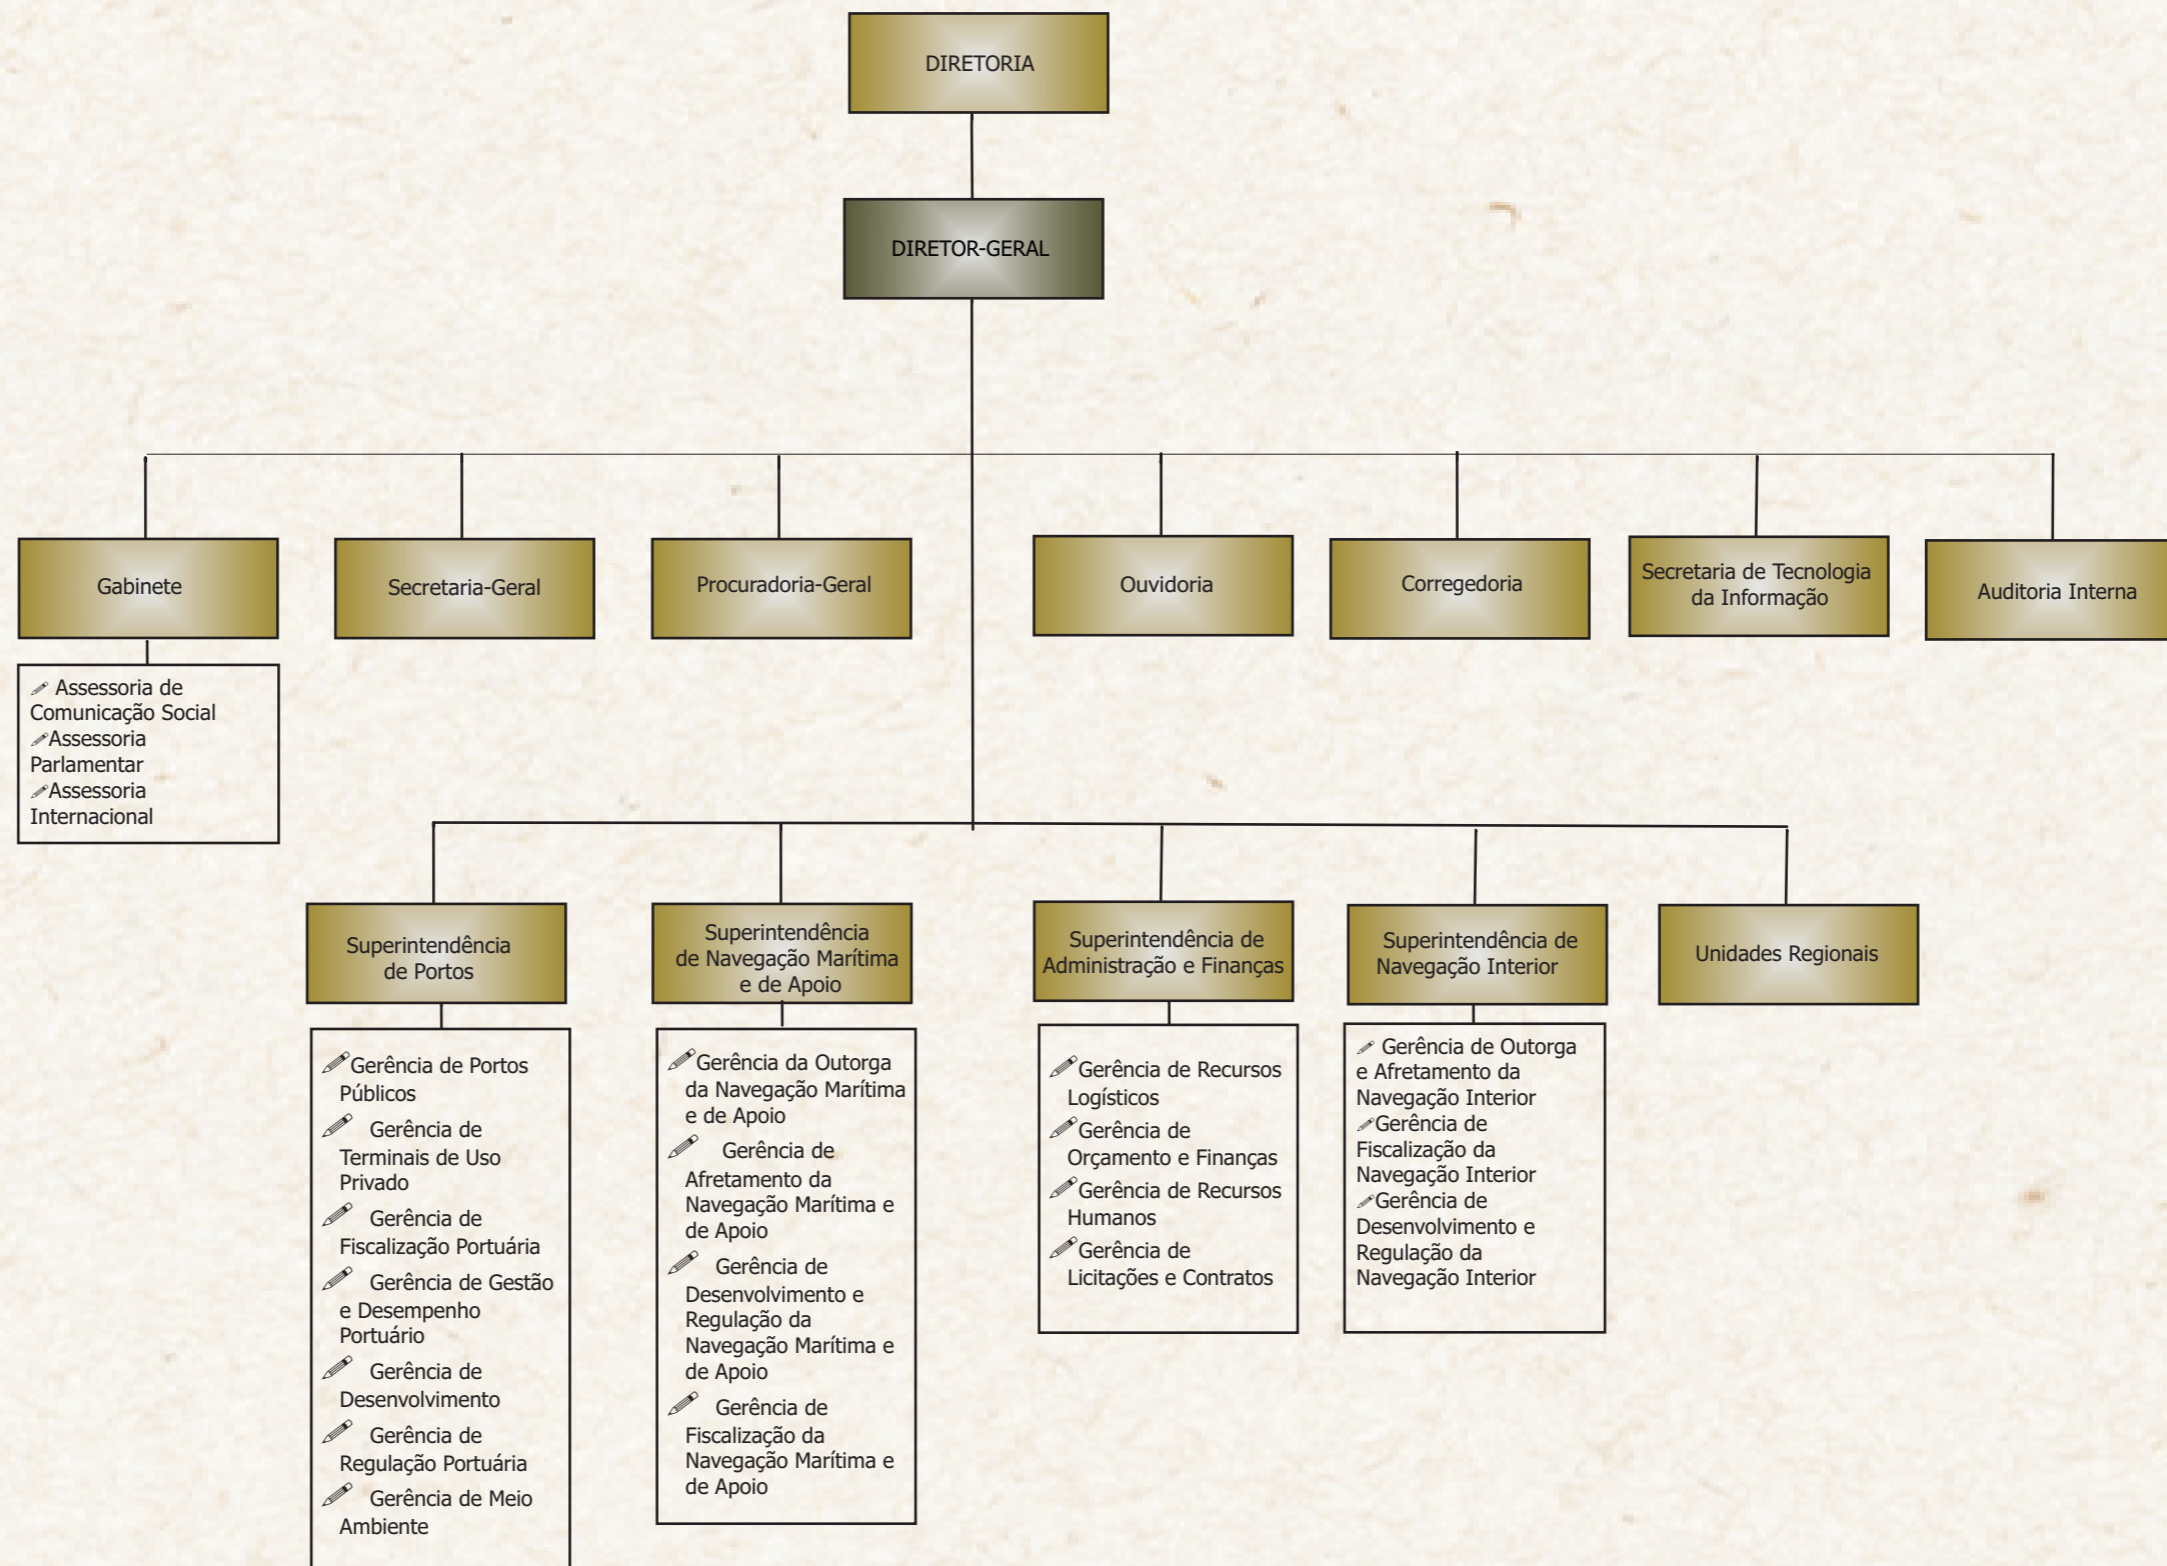 DIRETORIA
DIRETOR-GERAL
Gabinete
Secretaria-Geral
Procuradoria-Geral
Ouvidoria
Corregedoria
Secretaria de Tecnologia
da Informação
Auditoria Interna
Assessoria de
Comunicação Social
Assessoria
Parlamentar
Assessoria
Internacional
Superintendência
de Portos
Superintendência
de Navegação Marítima
e de Apoio
Superintendência de
Administração e Finanças
Superintendência de
Navegação Interior
Unidades Regionais
Gerência de Portos
Públicos
Gerência de
Terminais de Uso
Privado
Gerência de
Fiscalização Portuária
Gerência de Gestão
e Desempenho
Portuário
Gerência de
Desenvolvimento
Gerência de
Regulação Portuária
Gerência de Meio
Ambiente
Gerência da Outorga
da Navegação Marítima
e de Apoio
Gerência de
Afretamento da
Navegação Marítima e
de Apoio
Gerência de
Desenvolvimento e
Regulação da
Navegação Marítima e
de Apoio
Gerência de
Fiscalização da
Navegação Marítima e
de Apoio
Gerência de Recursos
Logísticos
Gerência de
Orçamento e Finanças
Gerência de Recursos
Humanos
Gerência de
Licitações e Contratos
Gerência de Outorga
e Afretamento da
Navegação Interior
Gerência de
Fiscalização da
Navegação Interior
Gerência de
Desenvolvimento e
Regulação da
Navegação Interior